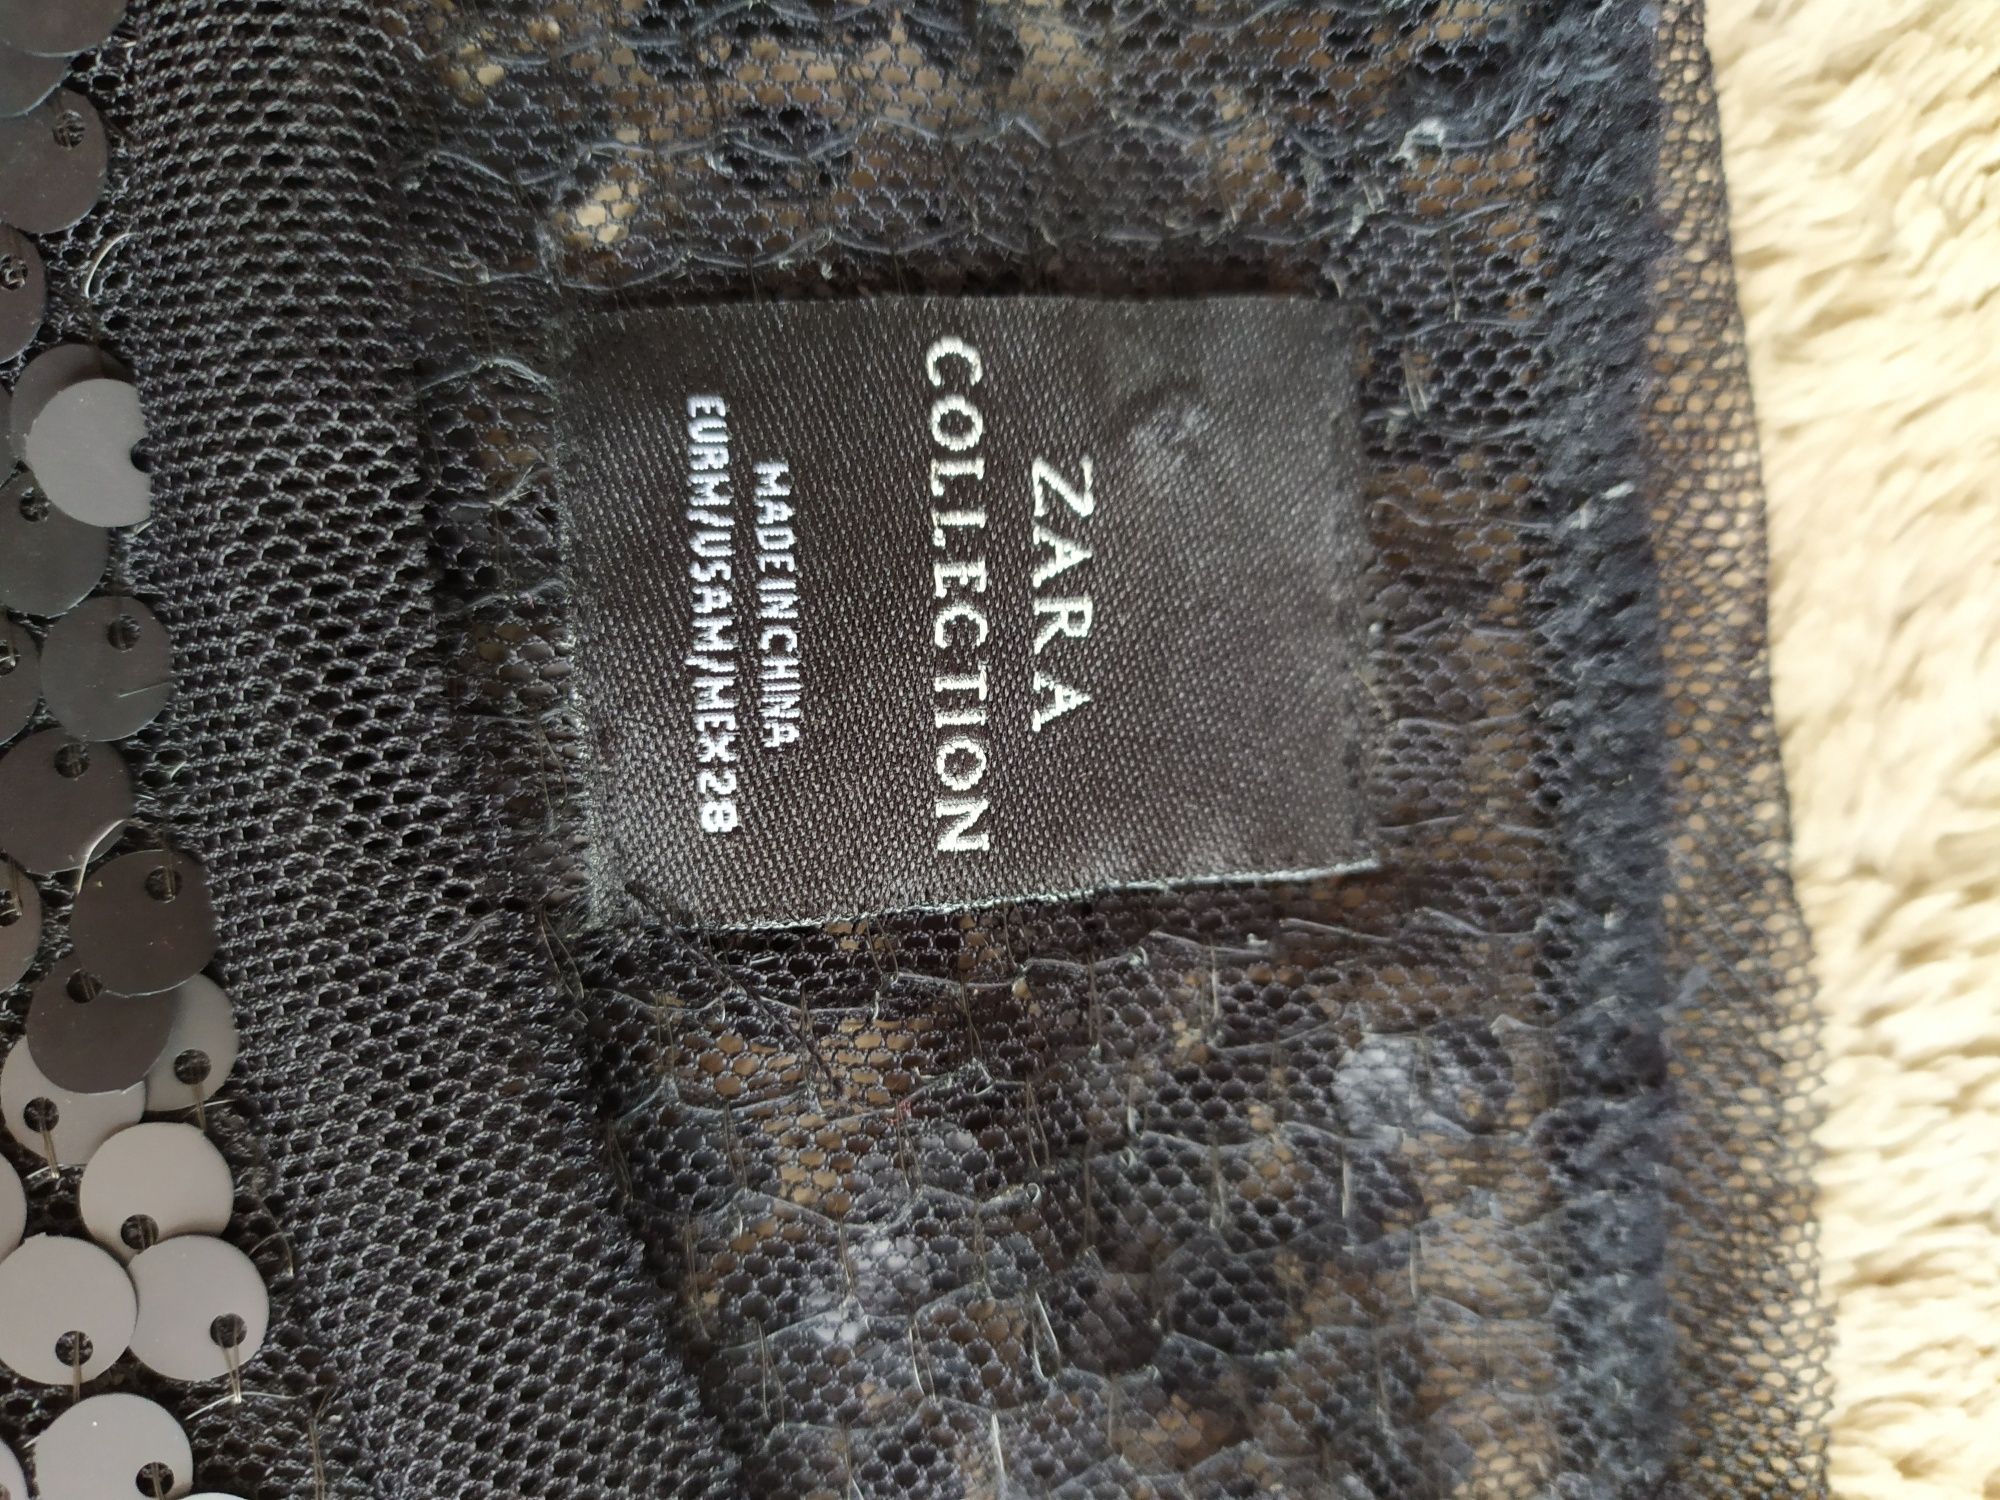 ZARA
COLLECTION
MADE IN CHINA
EUR M/USA M/MEX 28